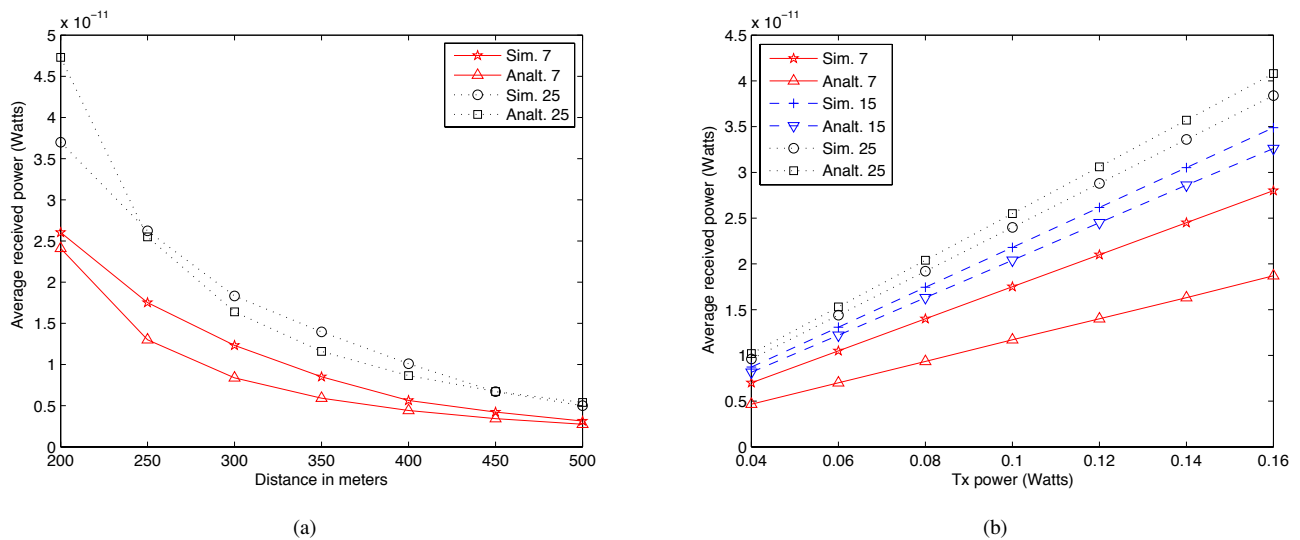 x 10⁻¹¹
5
4.5
4
3.5
3
2.5
2
1.5
1
0.5
0
Average received power (Watts)
200
250
300
350
400
450
500
Distance in meters
Sim. 7
Analt. 7
Sim. 25
Analt. 25
(a)
x 10⁻¹¹
4.5
4
3.5
3
2.5
2
1.5
1
0.5
0
Average received power (Watts)
0.04
0.06
0.08
0.1
0.12
0.14
0.16
Tx power (Watts)
Sim. 7
Analt. 7
Sim. 15
Analt. 15
Sim. 25
Analt. 25
(b)